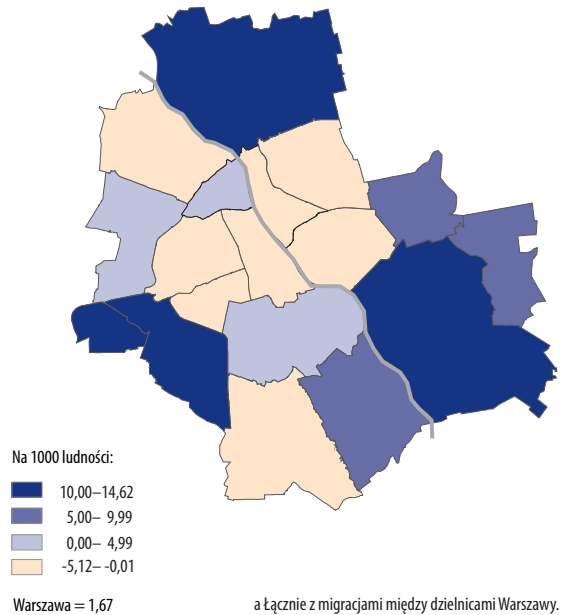 Na 1000 ludności:
10,00–14,62
5,00– 9,99
0,00– 4,99
-5,12– -0,01
Warszawa = 1,67
a Łącznie z migracjami między dzielnicami Warszawy.